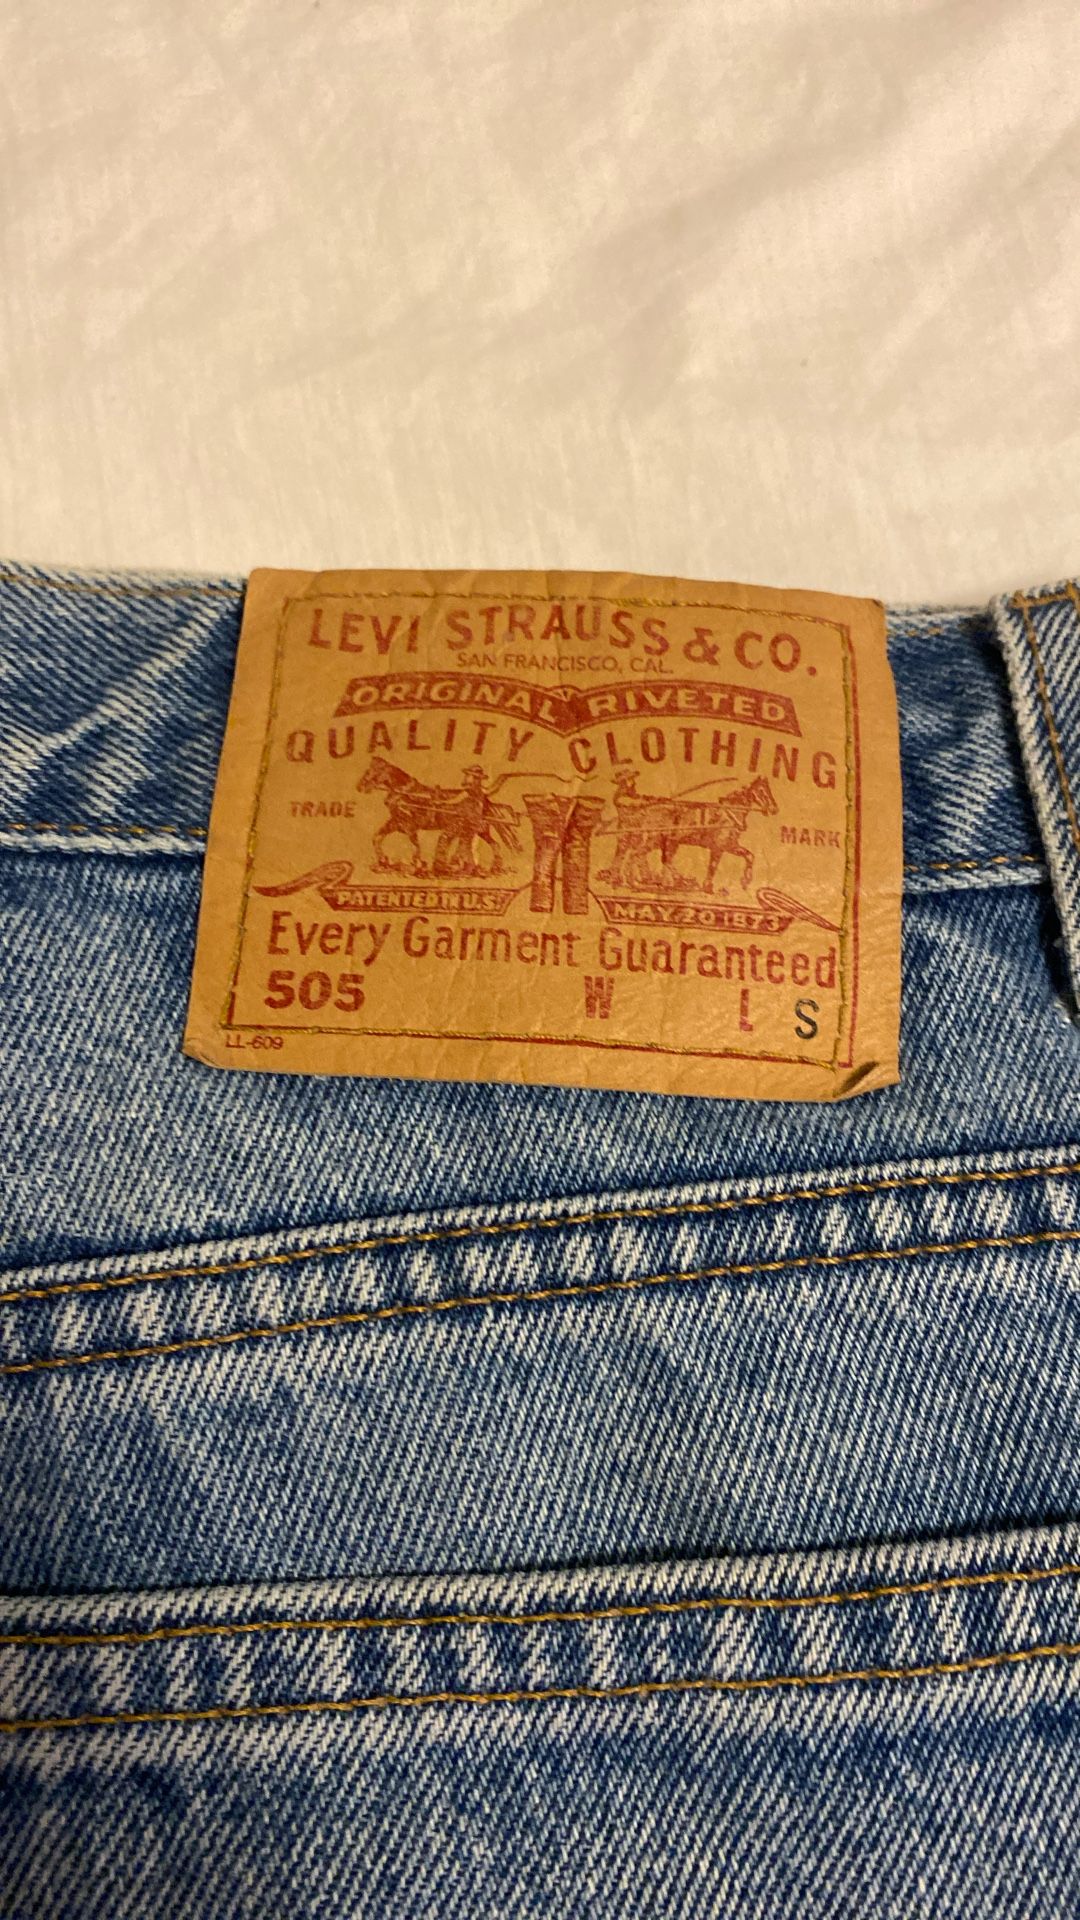 LEVI STRAUSS & CO.
SAN FRANCISCO, CAL.
ORIGINAL RIVETED
QUALITY CLOTHING
TRADE MARK
PATENTED IN U.S. MAY 20 1873
Every Garment Guaranteed
505 W L S
LL-609